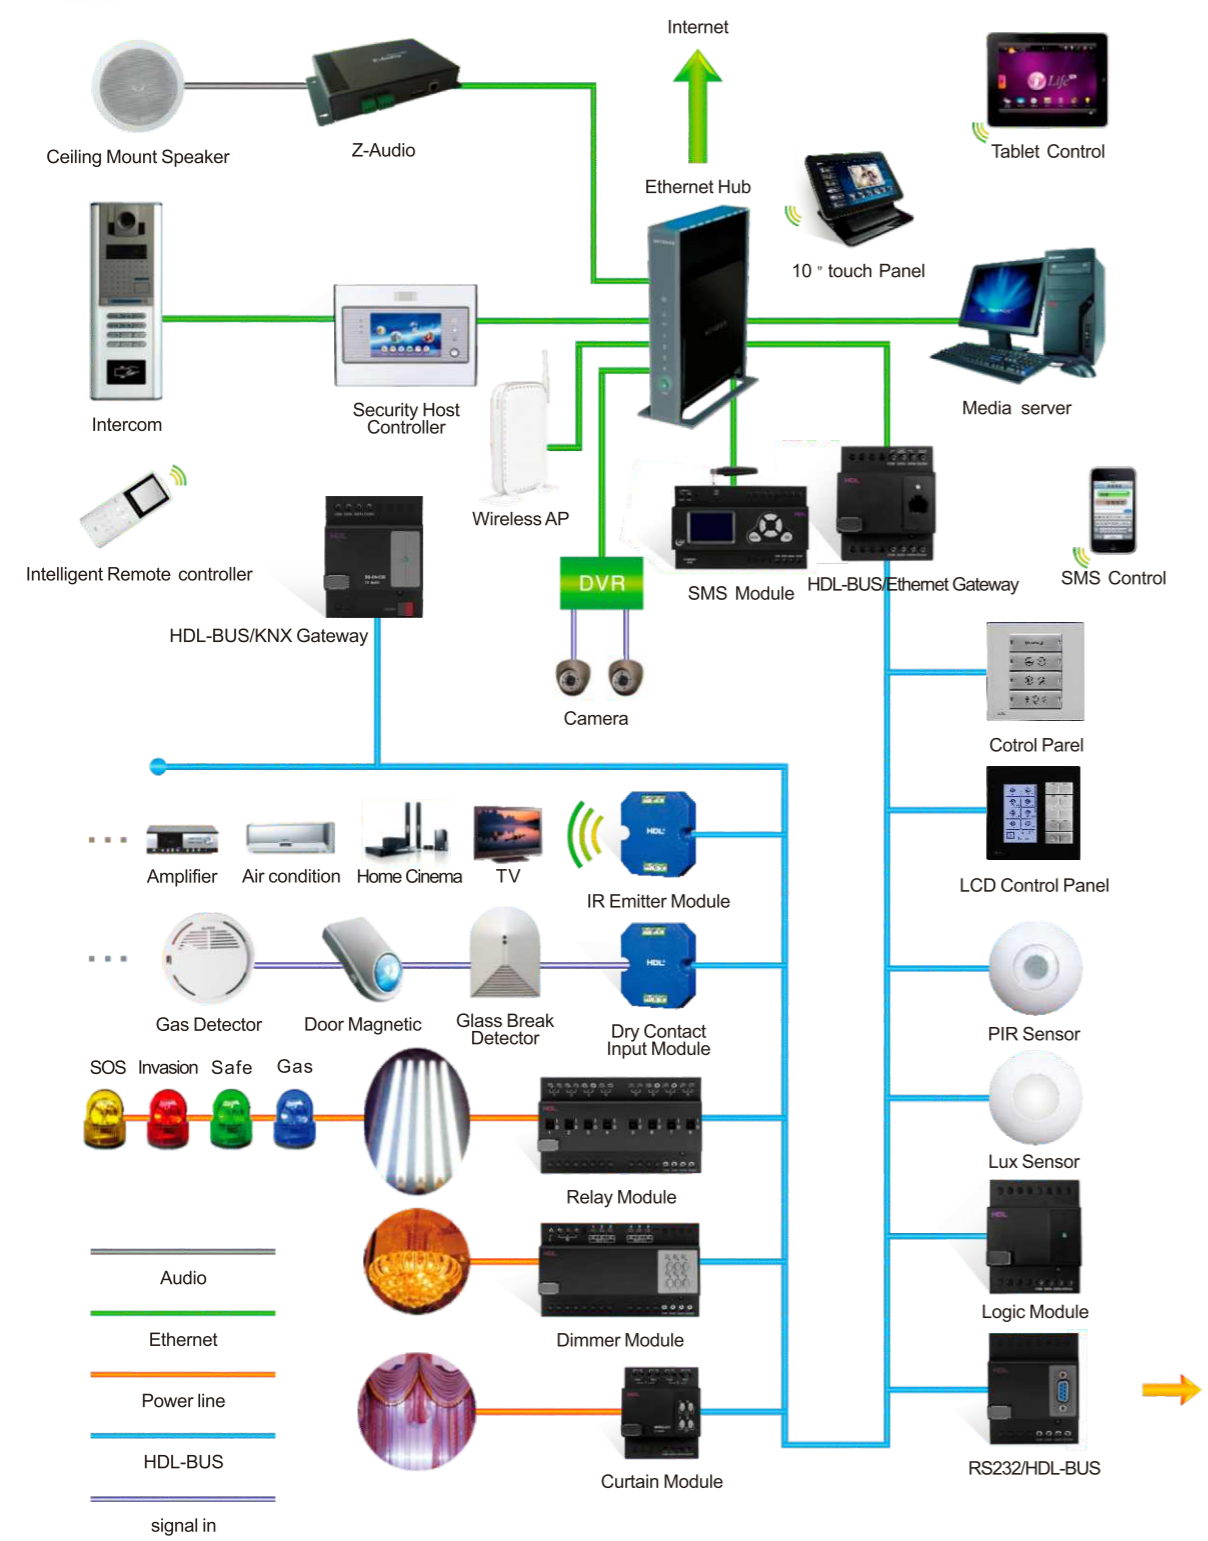 Internet
Ceiling Mount Speaker
Z-Audio
Tablet Control
Ethernet Hub
10 " touch Panel
Intercom
Security Host
Controller
Media server
Wireless AP
Intelligent Remote controller
HDL-BUS/KNX Gateway
DVR
SMS Module
HDL-BUS/Ethernet Gateway
SMS Control
Camera
Cotrol Parel
Amplifier
Air condition
Home Cinema
TV
HDL
IR Emitter Module
LCD Control Panel
HDL
Gas Detector
Door Magnetic
Glass Break
Detector
Dry Contact
Input Module
PIR Sensor
SOS
Invasion
Safe
Gas
Relay Module
Lux Sensor
Audio
Ethernet
Power line
HDL-BUS
signal in
Dimmer Module
Logic Module
Curtain Module
RS232/HDL-BUS